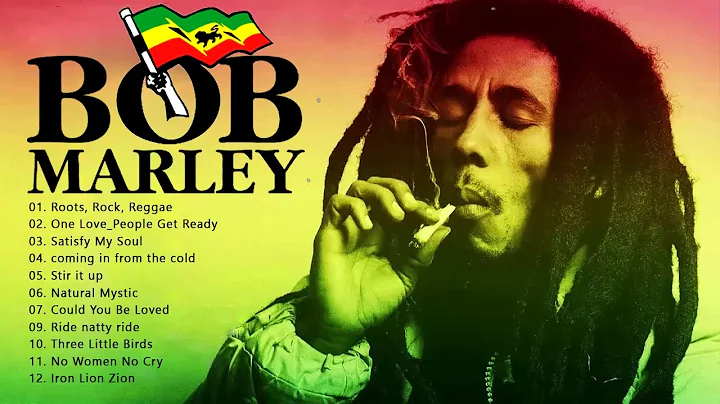 BOB
MARLEY
01. Roots, Rock, Reggae
02. One Love_People Get Ready
03. Satisfy My Soul
04. coming in from the cold
05. Stir it up
06. Natural Mystic
07. Could You Be Loved
09. Ride natty ride
10. Three Little Birds
11. No Women No Cry
12. Iron Lion Zion